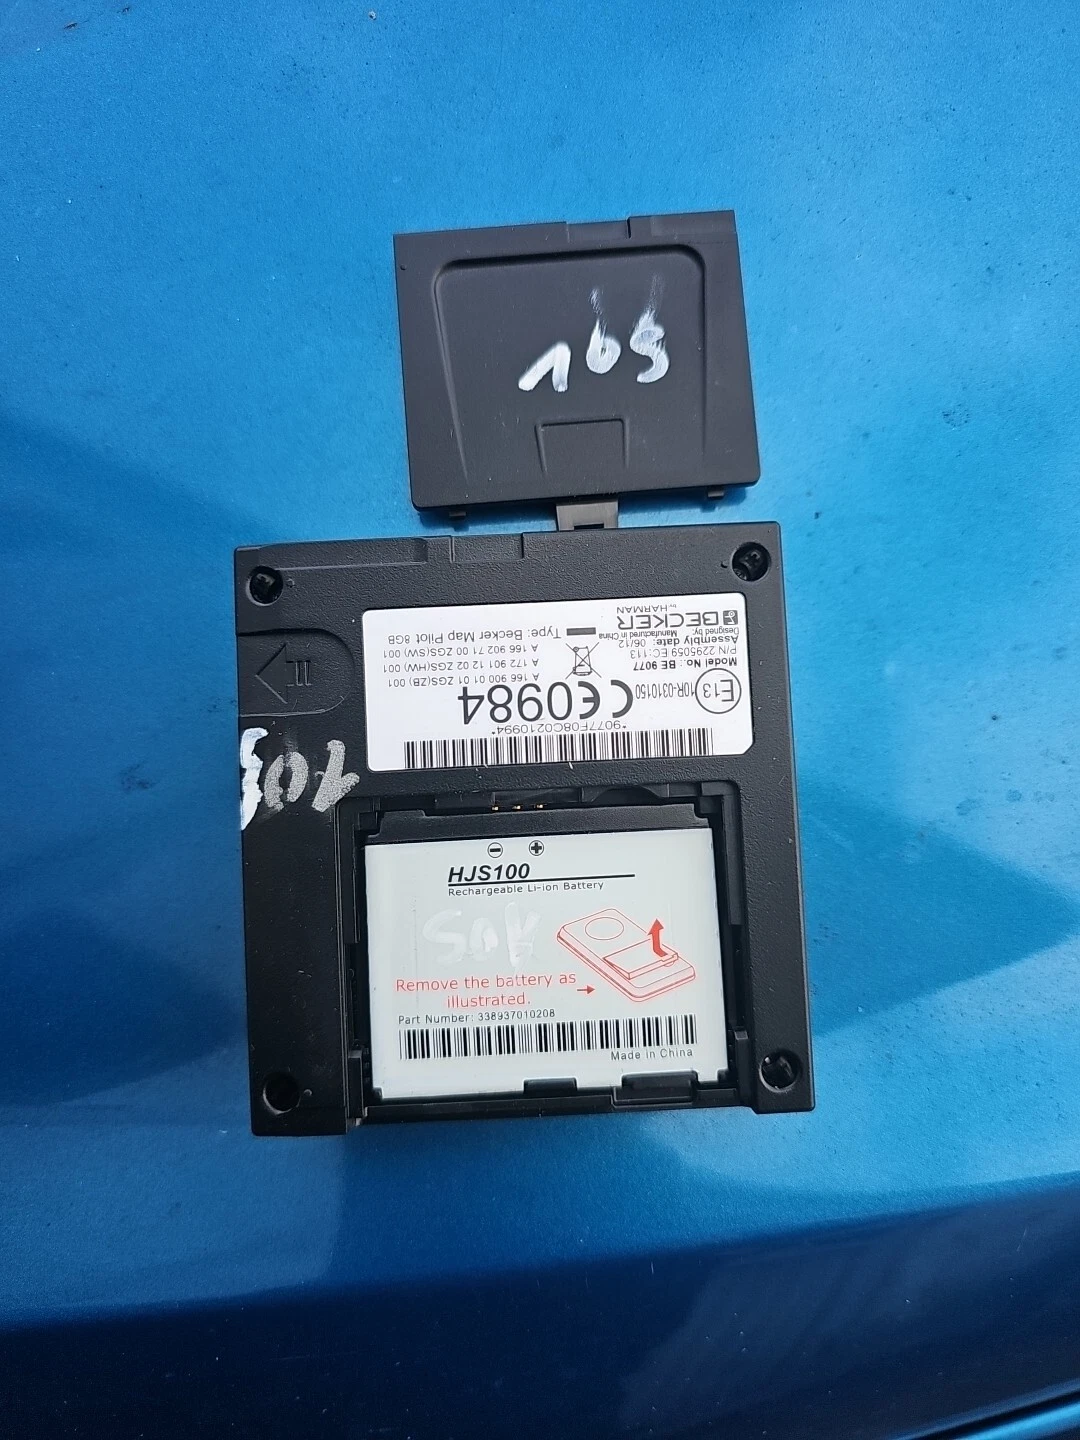 BECKER
by HARMAN
Designed by: Manufactured in China
Assembly date: 06/12
P/N 2295059 EC:113
Model No.: BE 9077
E13
10R-0310160
Type: Becker Map Pilot 8GB
A 166 902 71 00 ZGS(SW) 001
A 172 901 12 02 ZGS(HW) 001
A 166 900 01 01 ZGS(ZB) 001
CE0984
*9077F08C0210994*
HJS100
Rechargeable Li-ion Battery
Remove the battery as
illustrated.
Part Number: 338937010208
Made in China